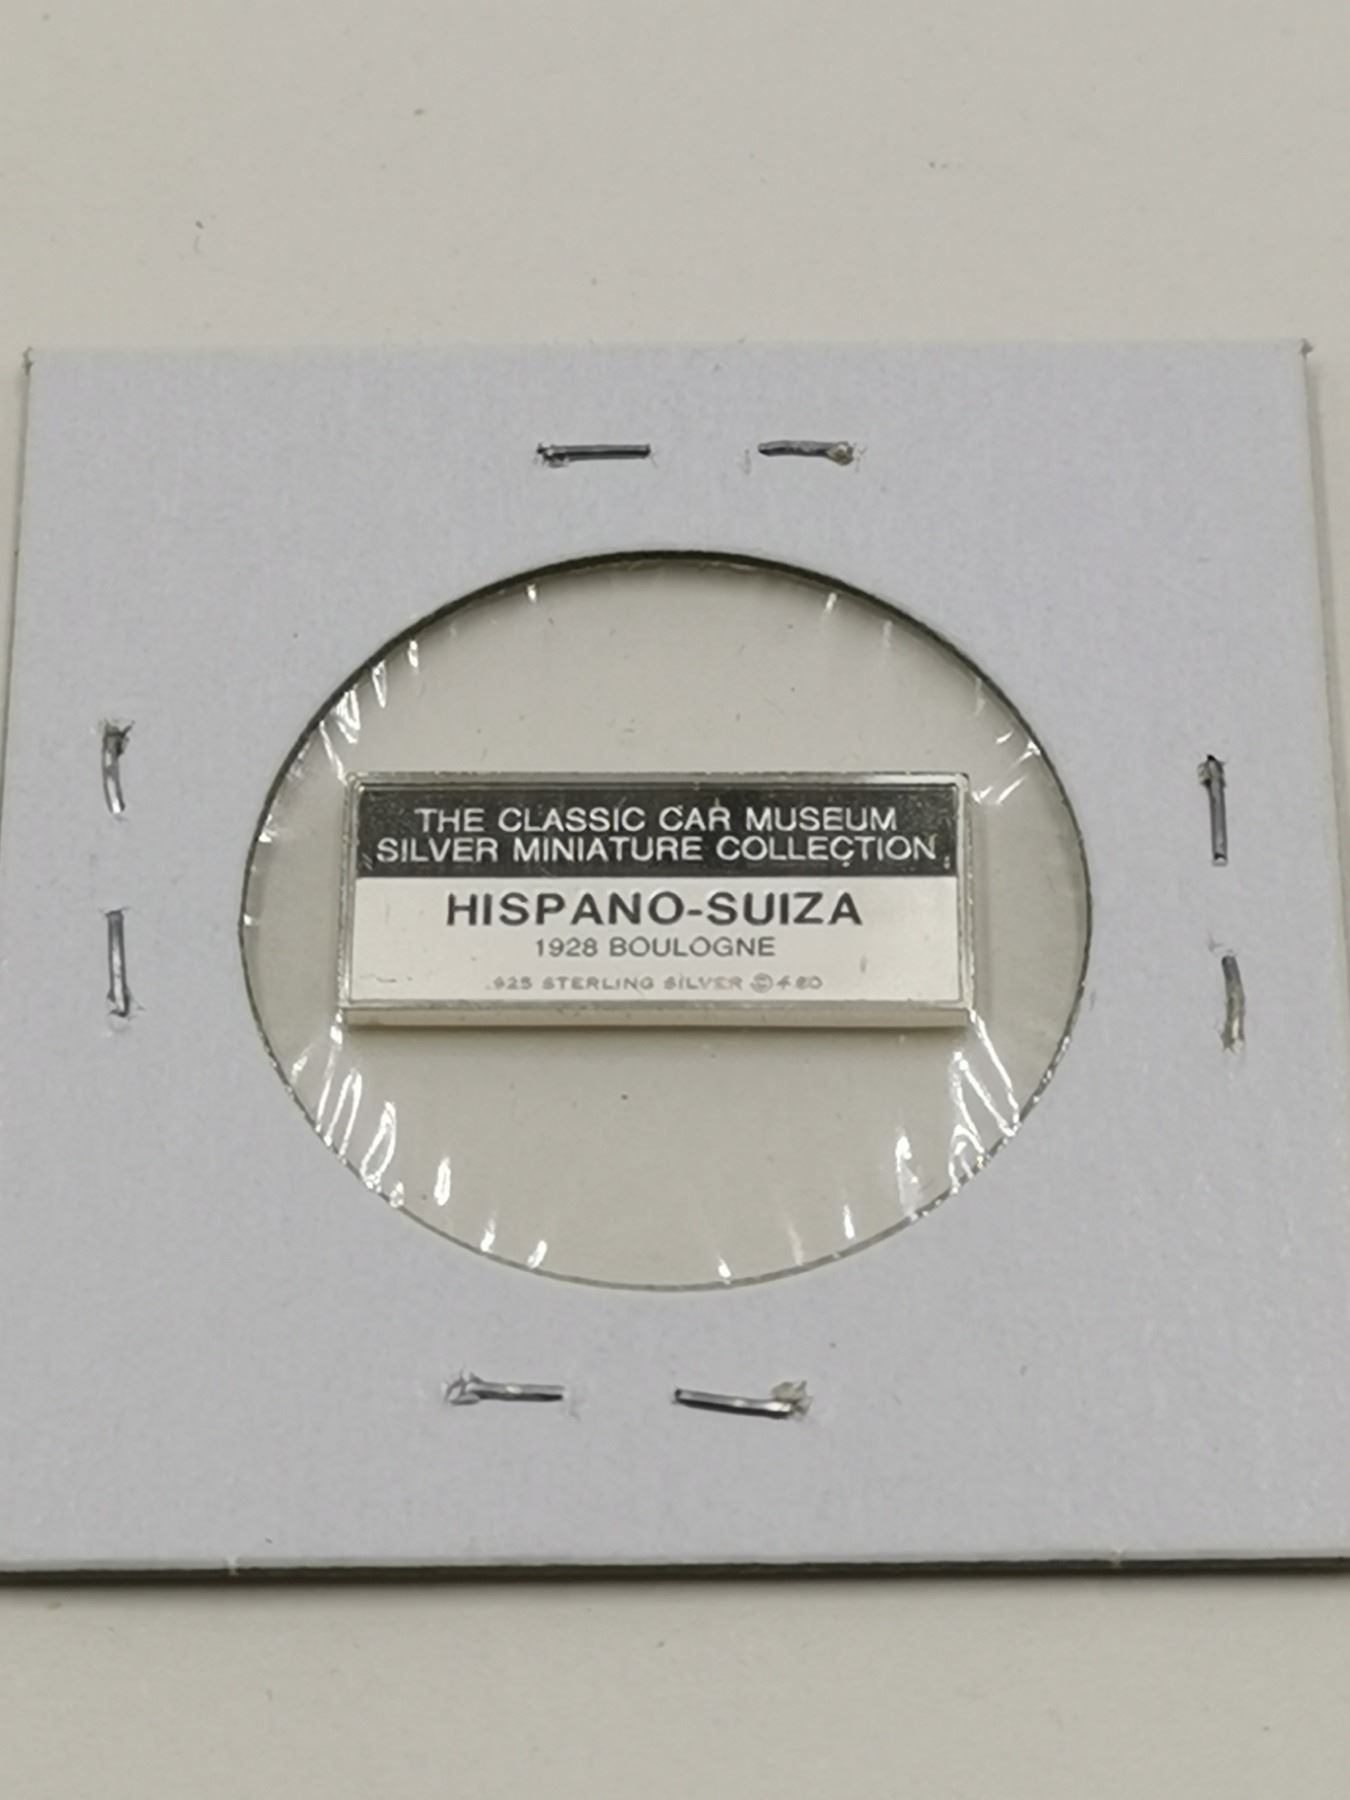 THE CLASSIC CAR MUSEUM
SILVER MINIATURE COLLECTION
HISPANO-SUIZA
1928 BOULOGNE
.925 STERLING SILVER ©